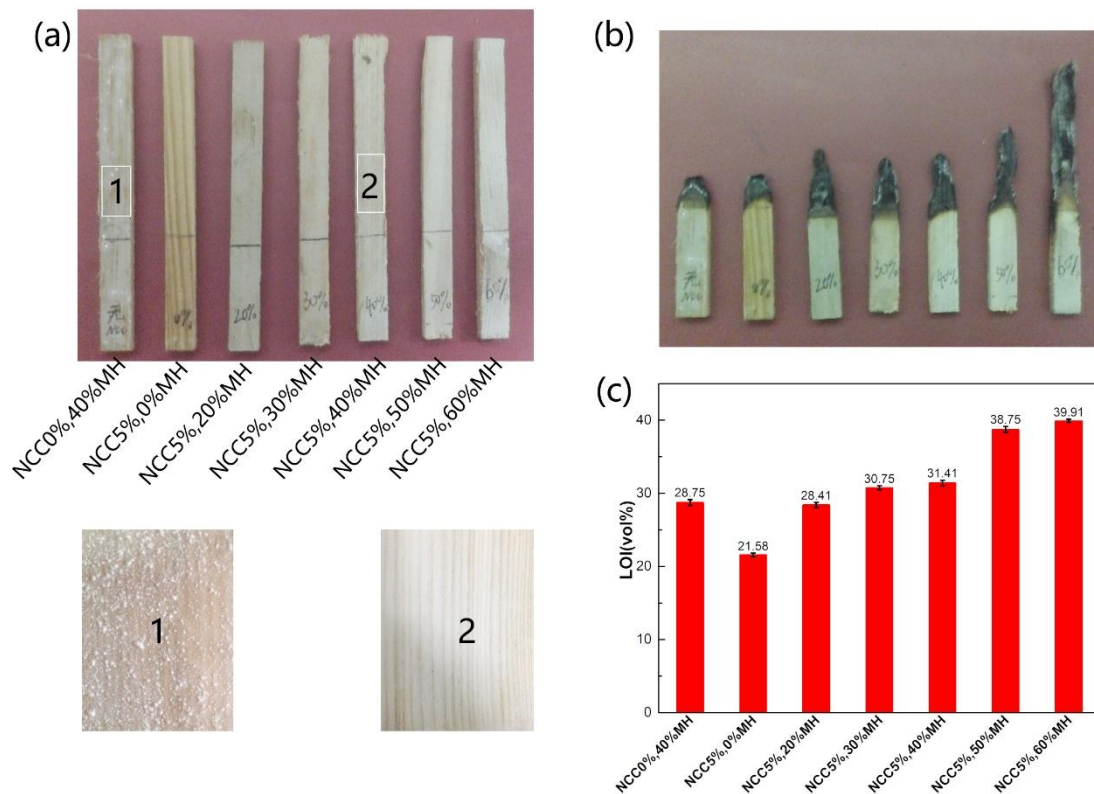 (a)
1
2
无
NCC
0%
20%
30%
40%
50%
60%
NCC0%,40%MH
NCC5%,0%MH
NCC5%,20%MH
NCC5%,30%MH
NCC5%,40%MH
NCC5%,50%MH
NCC5%,60%MH
1
2
(b)
无
NCC
0%
20%
30%
40%
50%
60%
(c)
LOI(vol%)
40
30
20
10
0
28.75
21.58
28.41
30.75
31.41
38.75
39.91
NCC0%,40%MH
NCC5%,0%MH
NCC5%,20%MH
NCC5%,30%MH
NCC5%,40%MH
NCC5%,50%MH
NCC5%,60%MH